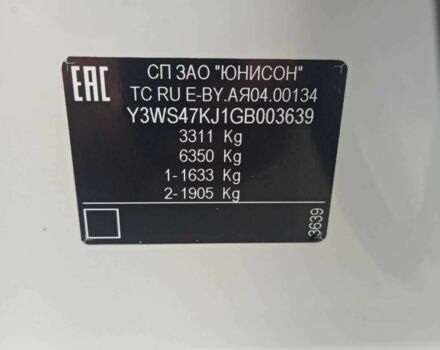 EAC
СП ЗАО "ЮНИСОН"
ТС RU Е-BY.АЯ04.00134
Y3WS47KJ1GB003639
3311 Kg
6350 Kg
1-1633 Kg
2-1905 Kg
3639